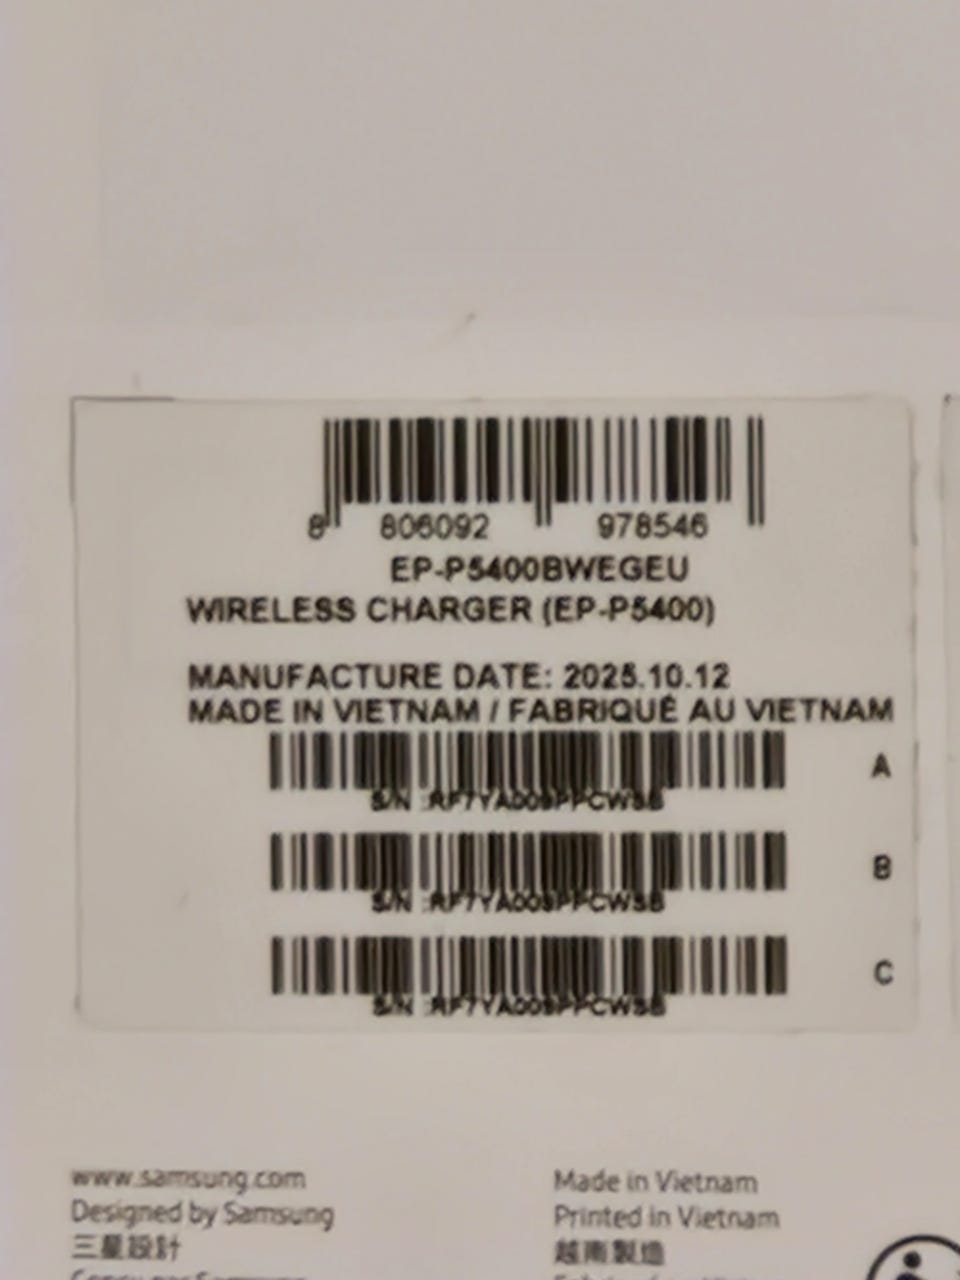 8 806092 978546
EP-P5400BWEGEU
WIRELESS CHARGER (EP-P5400)
MANUFACTURE DATE: 2025.10.12
MADE IN VIETNAM / FABRIQUÉ AU VIETNAM
A
S/N
B
S/N
C
S/N
www.samsung.com
Designed by Samsung
三星設計
Made in Vietnam
Printed in Vietnam
越南製造